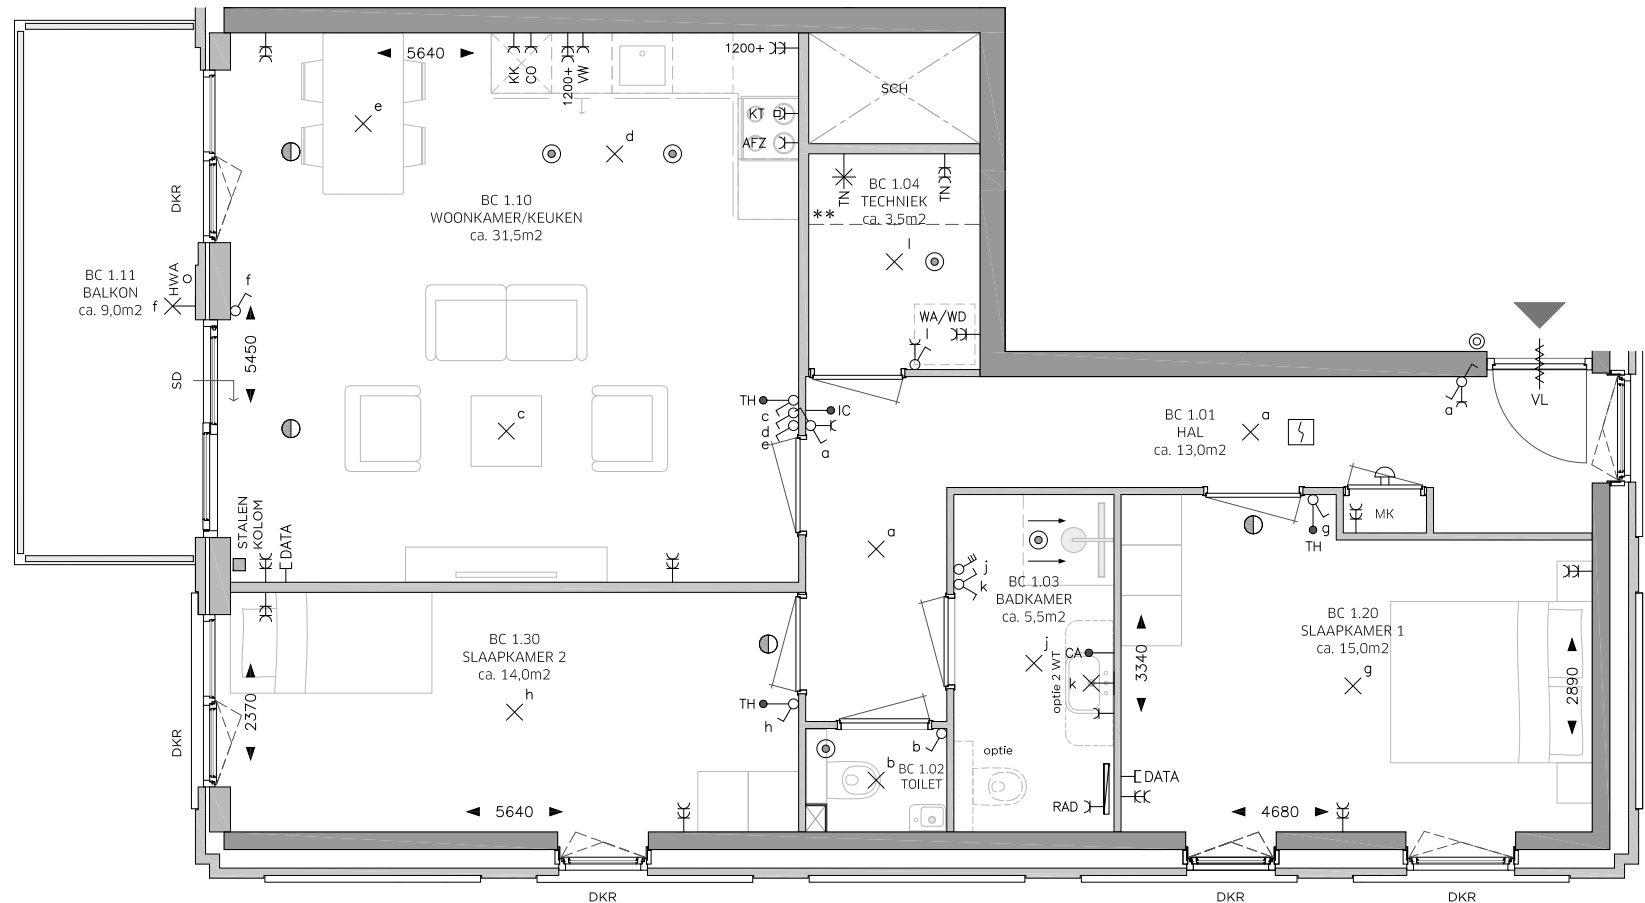 5640
KK
CO
1200+
VW
1200+
e
d
KT
AFZ
SCH
DKR
BC 1.10
WOONKAMER/KEUKEN
ca. 31,5m2
TN
TN
BC 1.04
TECHNIEK
ca. 3,5m2
**
l
BC 1.11
BALKON
ca. 9,0m2
HWA
f
f
5450
SD
WA/WD
l
TH
c
d
e
IC
a
c
BC 1.01
HAL
ca. 13,0m2
a
a
VL
MK
STALEN
KOLOM
DATA
a
g
TH
j
k
BC 1.03
BADKAMER
ca. 5,5m2
BC 1.30
SLAAPKAMER 2
ca. 14,0m2
h
2370
DKR
TH
h
j
CA
k
optie 2 WT
3340
BC 1.20
SLAAPKAMER 1
ca. 15,0m2
g
2890
b
b
BC 1.02
TOILET
optie
RAD
DATA
5640
4680
DKR
DKR
DKR